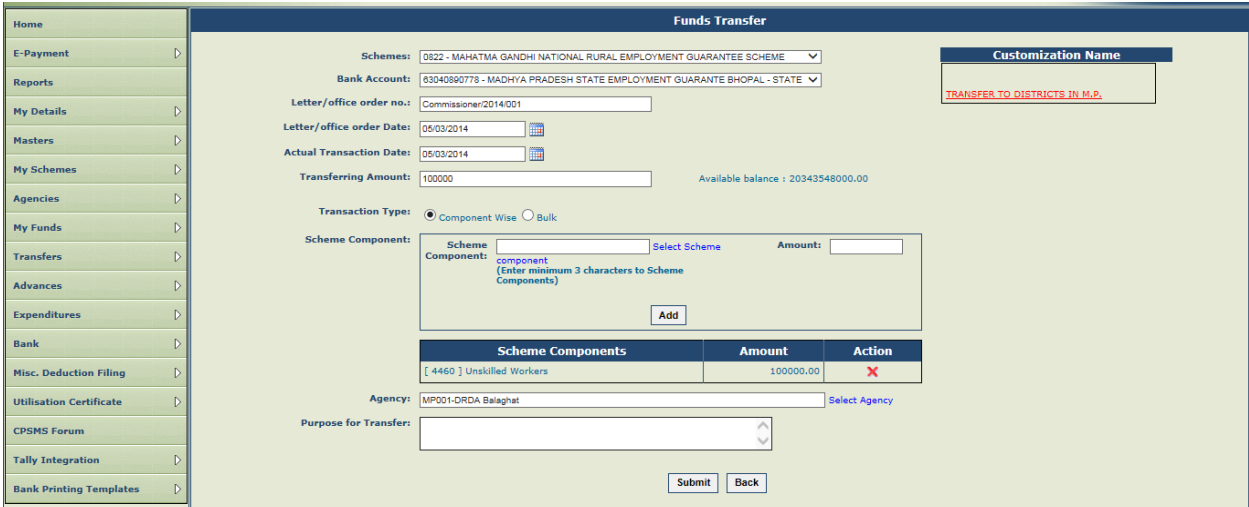 Home
E-Payment
Reports
My Details
Masters
My Schemes
Agencies
My Funds
Transfers
Advances
Expenditures
Bank
Misc. Deduction Filing
Utilisation Certificate
CPSMS Forum
Tally Integration
Bank Printing Templates
Funds Transfer
Schemes: 0822 - MAHATMA GANDHI NATIONAL RURAL EMPLOYMENT GUARANTEE SCHEME
Bank Account: 63040890778 - MADHYA PRADESH STATE EMPLOYMENT GUARANTE BHOPAL - STATE
Letter/office order no.: Commissioner/2014/001
Letter/office order Date: 05/03/2014
Actual Transaction Date: 05/03/2014
Transferring Amount: 100000 Available balance : 20343548000.00
Transaction Type: Component Wise Bulk
Scheme Component:
Scheme Select Scheme Amount:
Component: component
(Enter minimum 3 characters to Scheme
Components)
Add
Scheme Components Amount Action
[ 4460 ] Unskilled Workers 100000.00
Agency: MP001-DRDA Balaghat Select Agency
Purpose for Transfer:
Submit Back
Customization Name
TRANSFER TO DISTRICTS IN M.P.